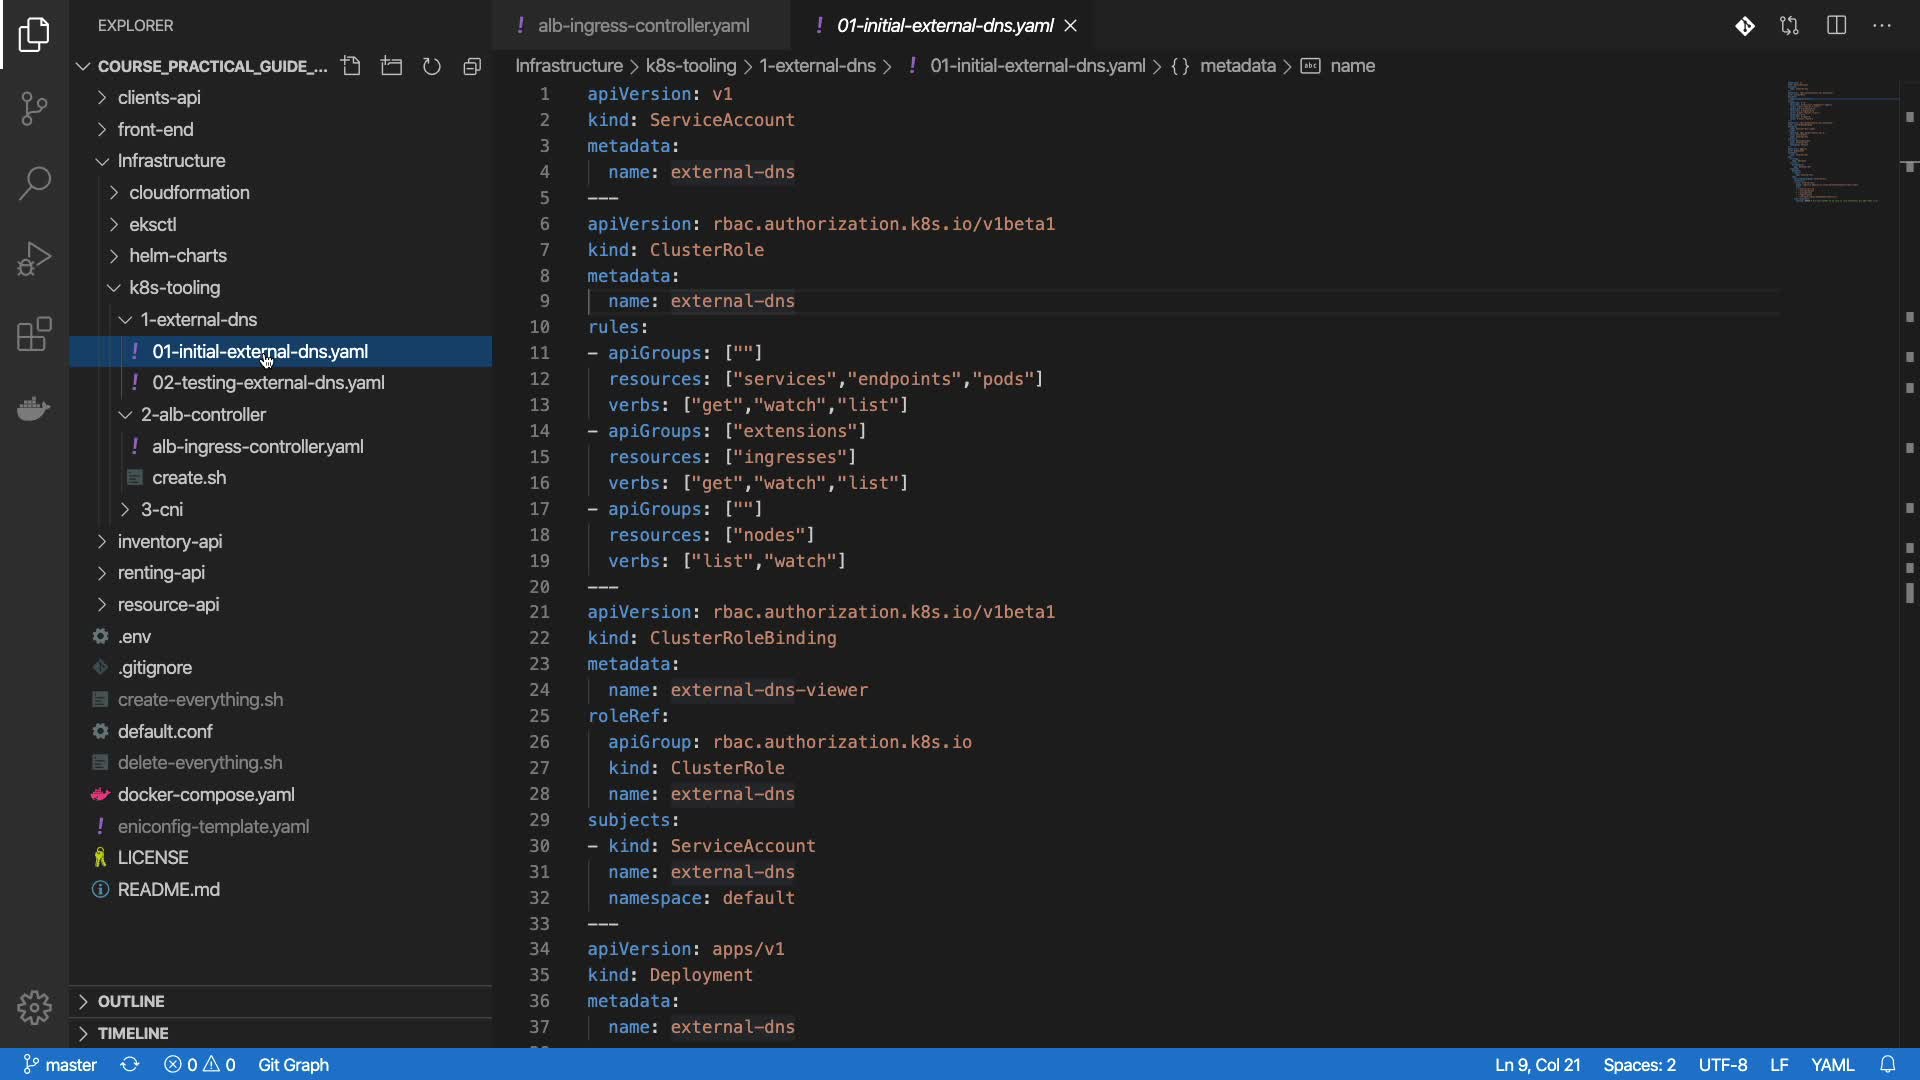 EXPLORER
COURSE_PRACTICAL_GUIDE_...
clients-api
front-end
Infrastructure
cloudformation
eksctl
helm-charts
k8s-tooling
1-external-dns
! 01-initial-external-dns.yaml
! 02-testing-external-dns.yaml
2-alb-controller
! alb-ingress-controller.yaml
create.sh
3-cni
inventory-api
renting-api
resource-api
.env
.gitignore
create-everything.sh
default.conf
delete-everything.sh
docker-compose.yaml
! eniconfig-template.yaml
LICENSE
README.md
OUTLINE
TIMELINE
! alb-ingress-controller.yaml
! 01-initial-external-dns.yaml
Infrastructure > k8s-tooling > 1-external-dns > ! 01-initial-external-dns.yaml > {} metadata > abc name
1 apiVersion: v1
2 kind: ServiceAccount
3 metadata:
4 name: external-dns
5 ---
6 apiVersion: rbac.authorization.k8s.io/v1beta1
7 kind: ClusterRole
8 metadata:
9 name: external-dns
10 rules:
11 - apiGroups: [""]
12 resources: ["services","endpoints","pods"]
13 verbs: ["get","watch","list"]
14 - apiGroups: ["extensions"]
15 resources: ["ingresses"]
16 verbs: ["get","watch","list"]
17 - apiGroups: [""]
18 resources: ["nodes"]
19 verbs: ["list","watch"]
20 ---
21 apiVersion: rbac.authorization.k8s.io/v1beta1
22 kind: ClusterRoleBinding
23 metadata:
24 name: external-dns-viewer
25 roleRef:
26 apiGroup: rbac.authorization.k8s.io
27 kind: ClusterRole
28 name: external-dns
29 subjects:
30 - kind: ServiceAccount
31 name: external-dns
32 namespace: default
33 ---
34 apiVersion: apps/v1
35 kind: Deployment
36 metadata:
37 name: external-dns
master 0 0 Git Graph Ln 9, Col 21 Spaces: 2 UTF-8 LF YAML